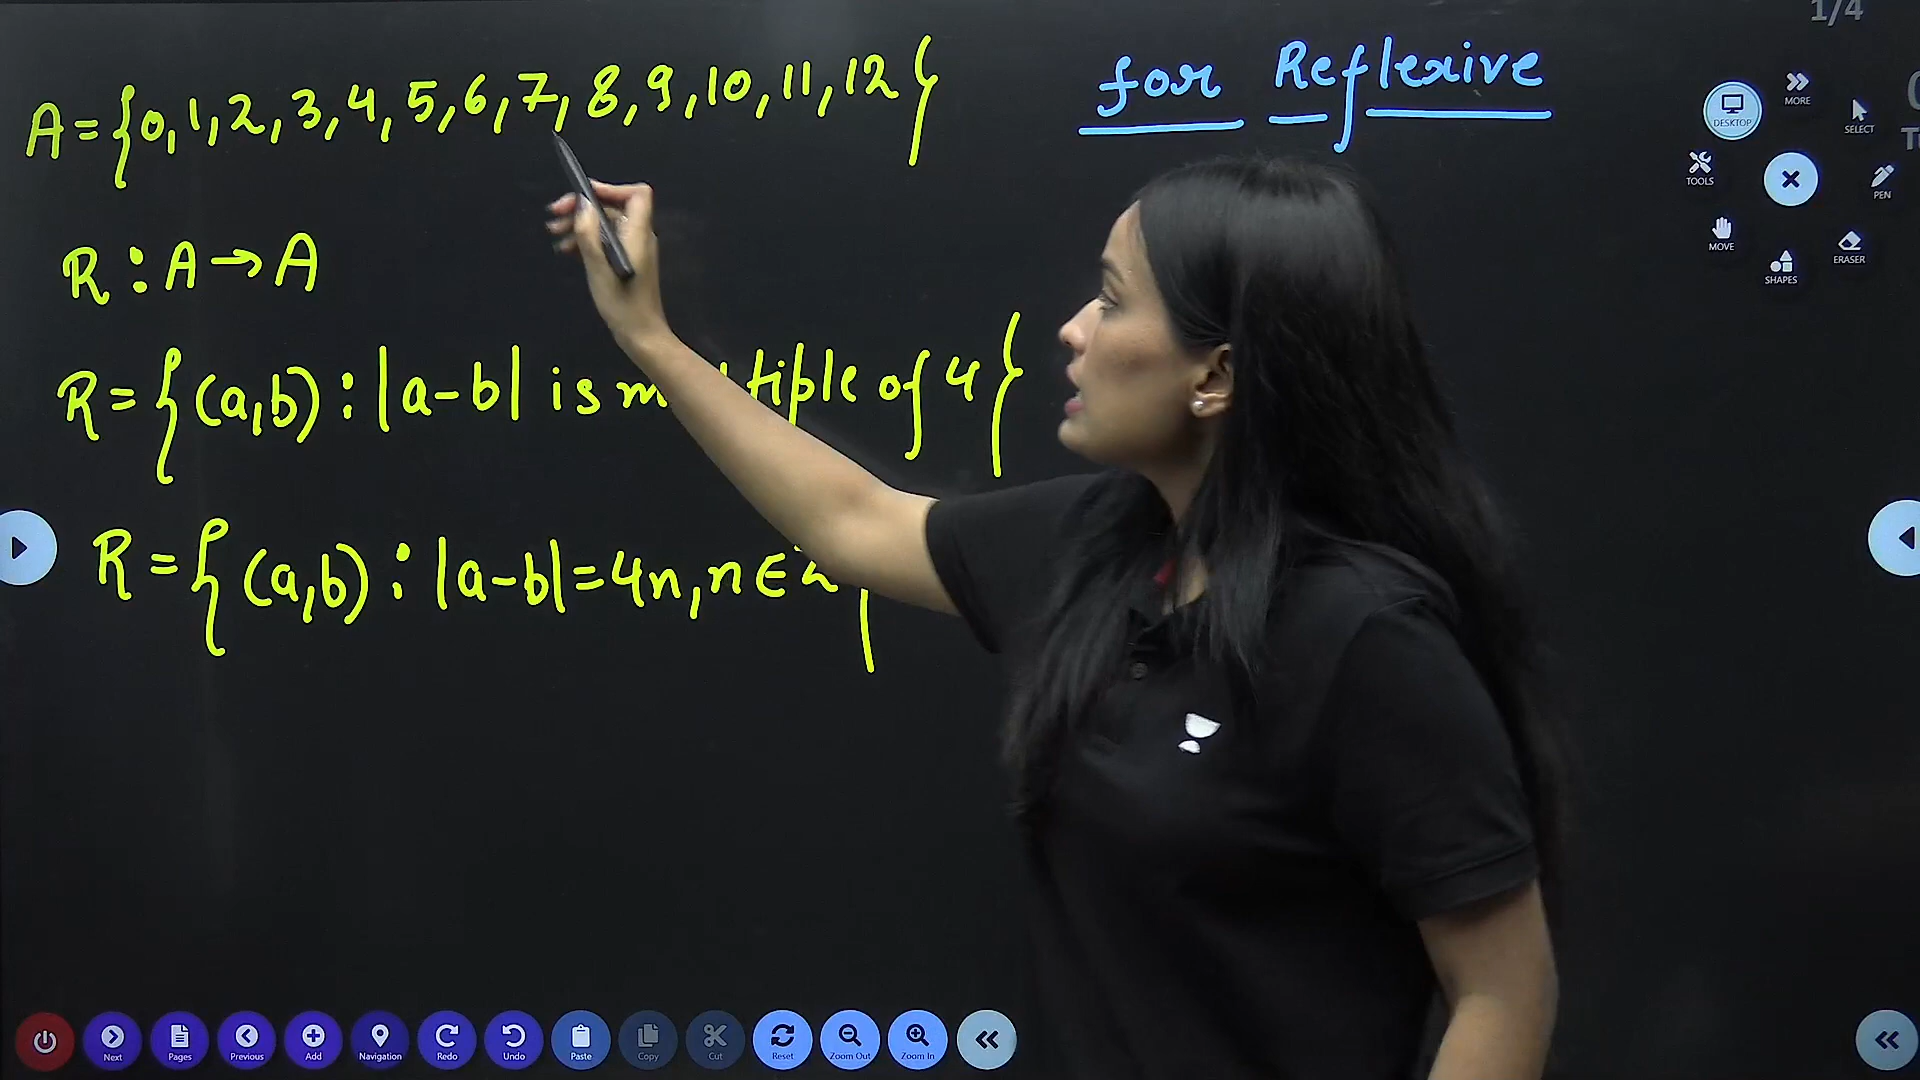 1/4
A={0,1,2,3,4,5,6,7,8,9,10,11,12}
for Reflexive
R:A→A
R={(a,b):|a-b| is m tiple of 4}
R={(a,b):|a-b|=4n,n∈
DESKTOP
MORE
SELECT
TOOLS
PEN
MOVE
ERASER
SHAPES
Next
Pages
Previous
Add
Navigation
Redo
Undo
Paste
Copy
Cut
Reset
Zoom Out
Zoom In